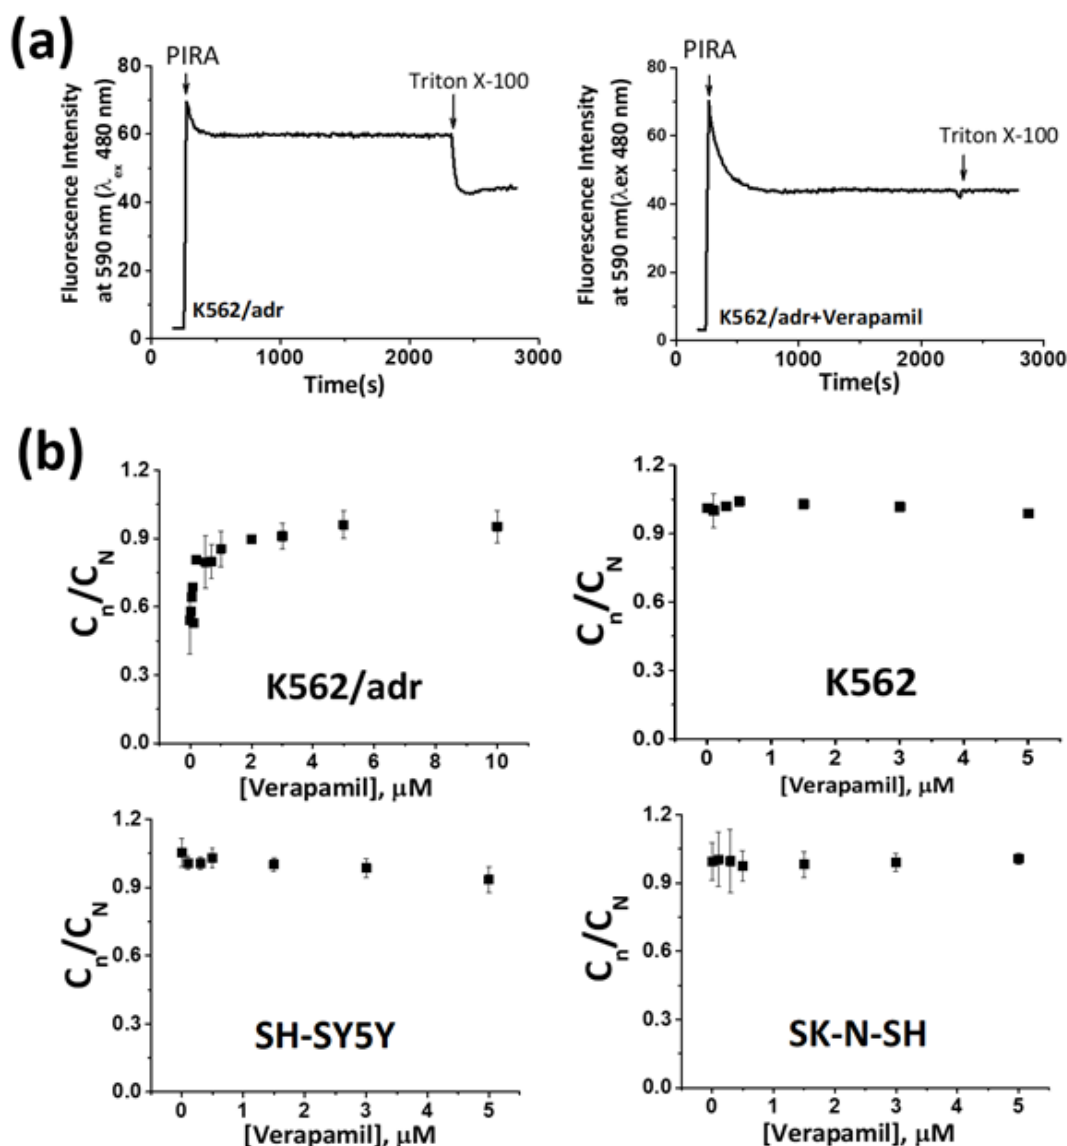 (a)
PIRA
Triton X-100
Fluorescence Intensity
at 590 nm (λex 480 nm)
80
60
40
20
0
K562/adr
0 1000 2000 3000
Time(s)
PIRA
Triton X-100
Fluorescence Intensity
at 590 nm(λex 480 nm)
80
60
40
20
0
K562/adr+Verapamil
0 1000 2000 3000
Time(s)
(b)
Cn/CN
1.2
0.9
0.6
0.3
0.0
K562/adr
0 2 4 6 8 10
[Verapamil], μM
Cn/CN
1.2
0.9
0.6
0.3
0.0
K562
0 1 2 3 4 5
[Verapamil], μM
Cn/CN
1.2
0.9
0.6
0.3
0.0
SH-SY5Y
0 1 2 3 4 5
[Verapamil], μM
Cn/CN
1.2
0.9
0.6
0.3
0.0
SK-N-SH
0 1 2 3 4 5
[Verapamil], μM